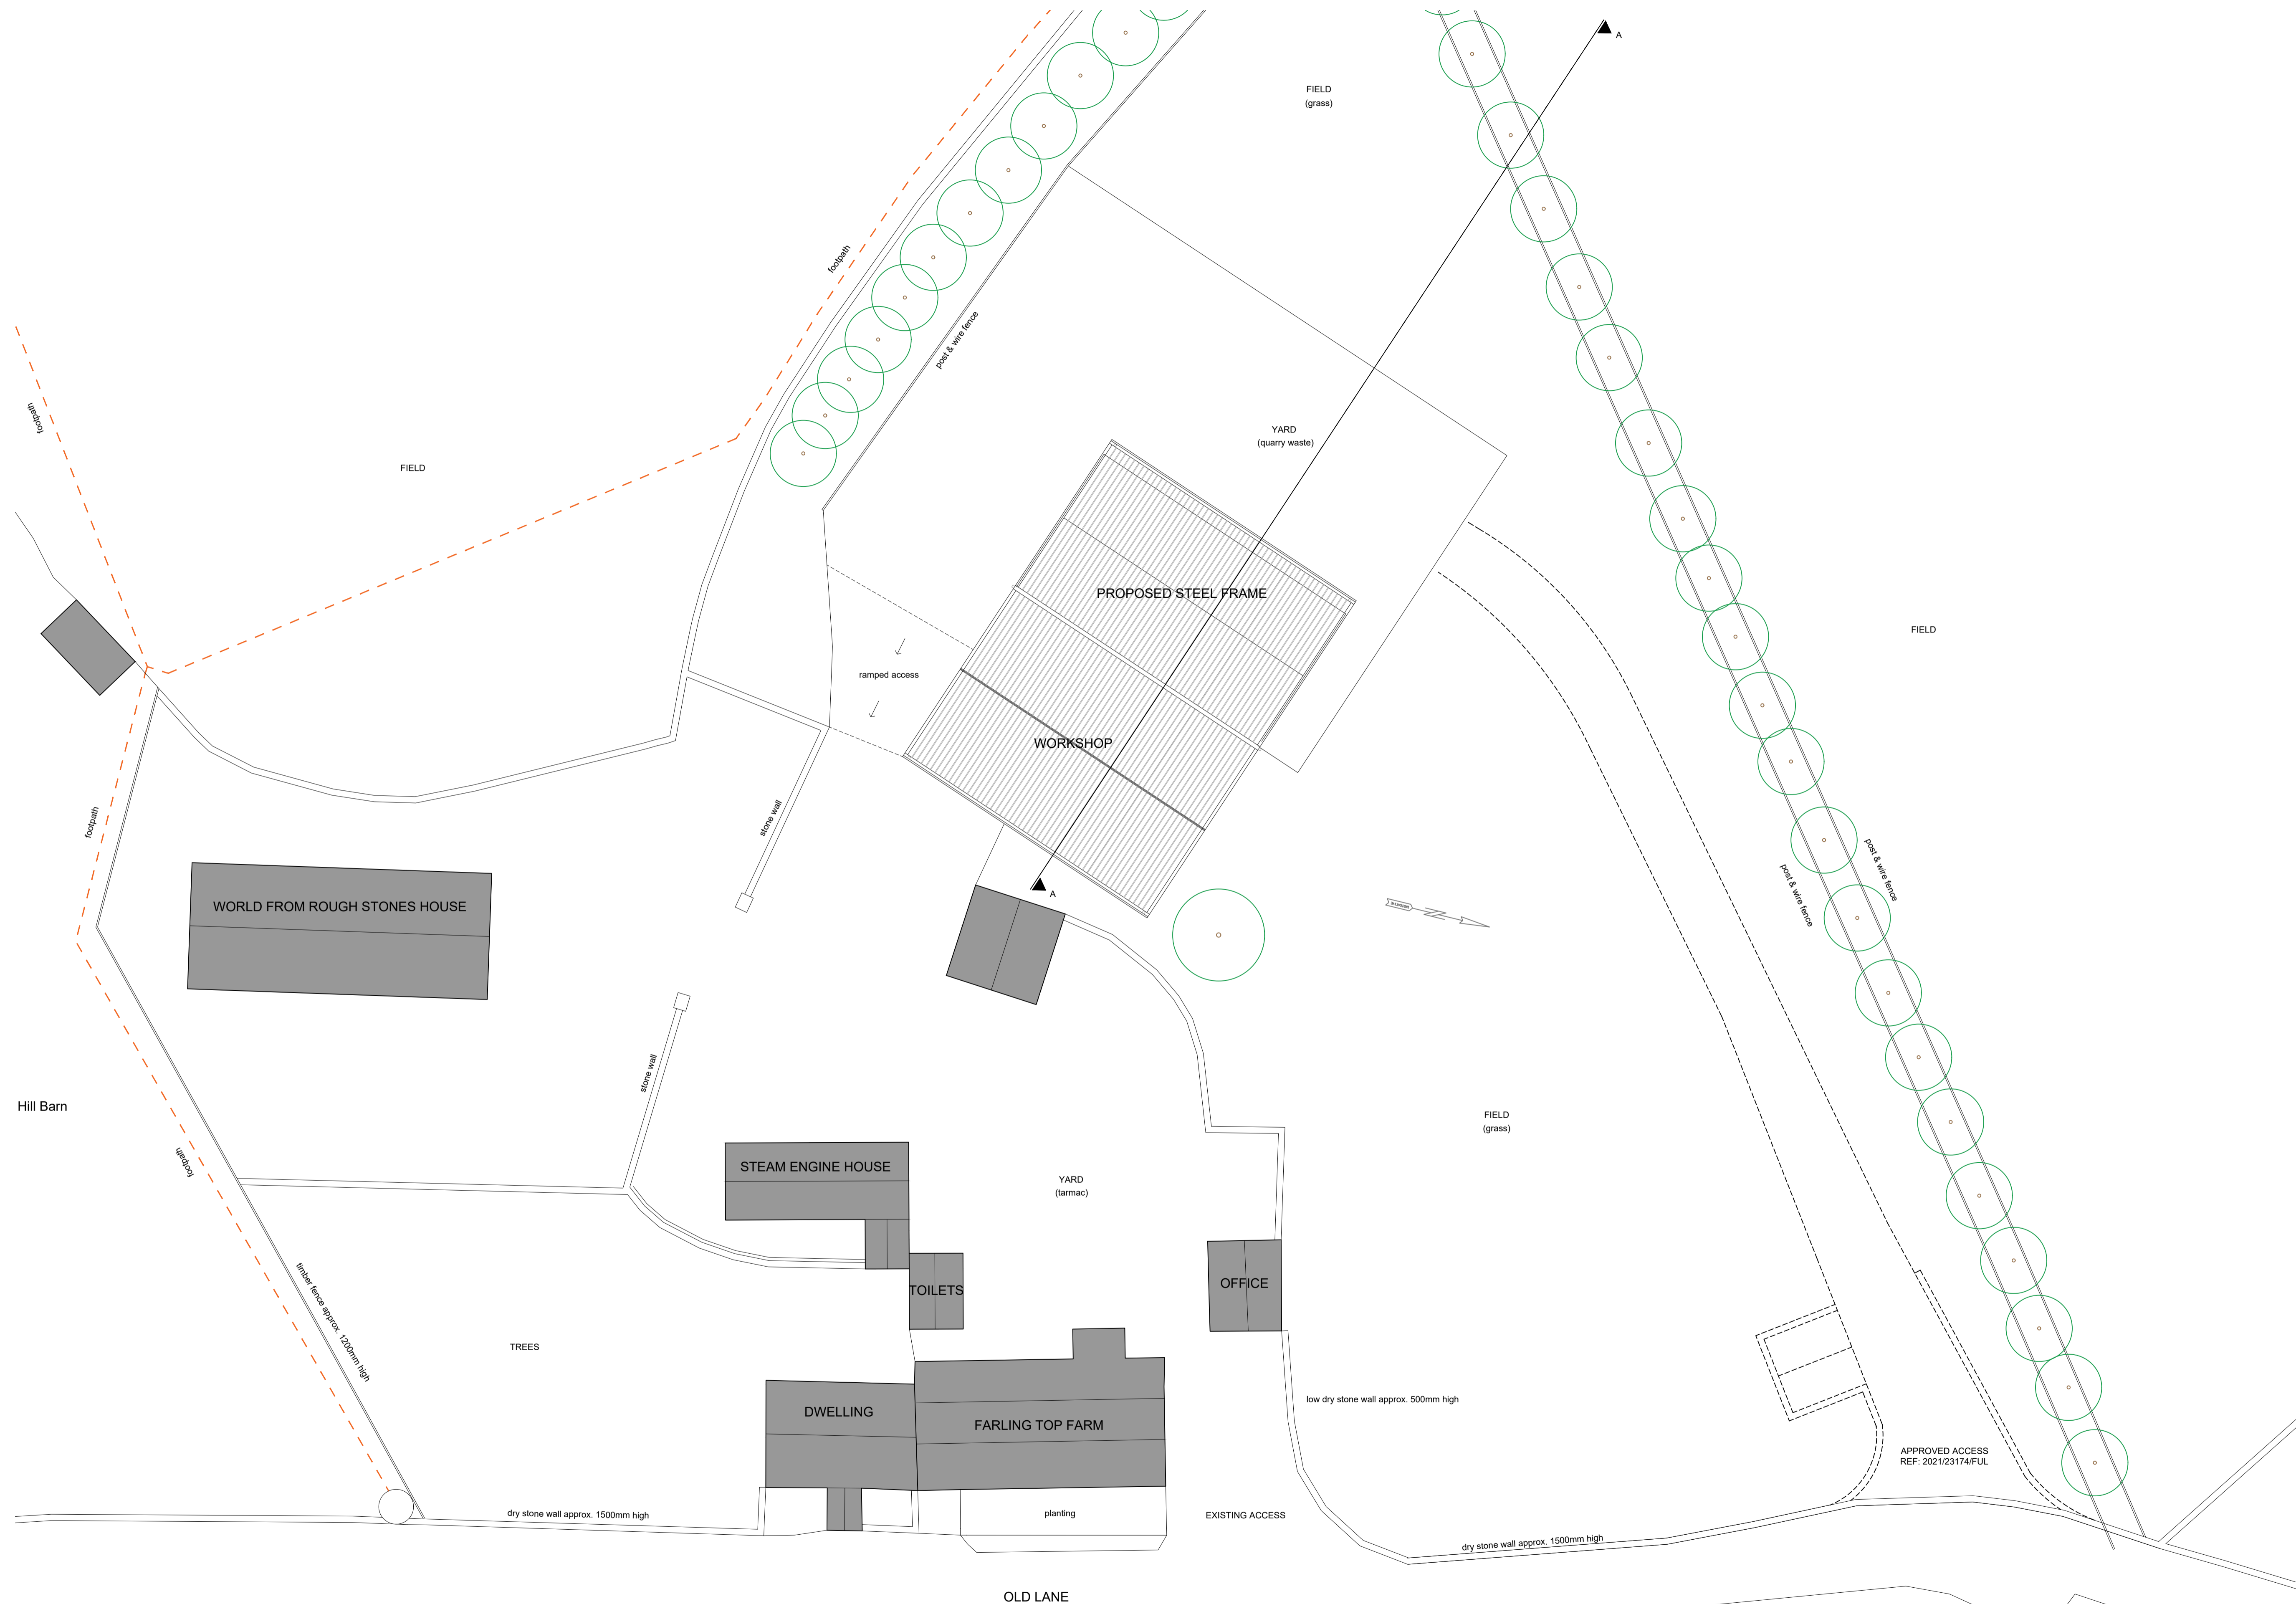 A
FIELD
(grass)
footpath
post & wire fence
footpath
YARD
(quarry waste)
FIELD
PROPOSED STEEL FRAME
FIELD
ramped access
WORKSHOP
footpath
stone wall
post & wire fence
post & wire fence
A
WORLD FROM ROUGH STONES HOUSE
stone wall
Hill Barn
FIELD
(grass)
footpath
STEAM ENGINE HOUSE
YARD
(tarmac)
OFFICE
TOILETS
timber fence approx. 1200mm high
TREES
low dry stone wall approx. 500mm high
DWELLING
FARLING TOP FARM
APPROVED ACCESS
REF: 2021/23174/FUL
dry stone wall approx. 1500mm high
planting
EXISTING ACCESS
dry stone wall approx. 1500mm high
OLD LANE